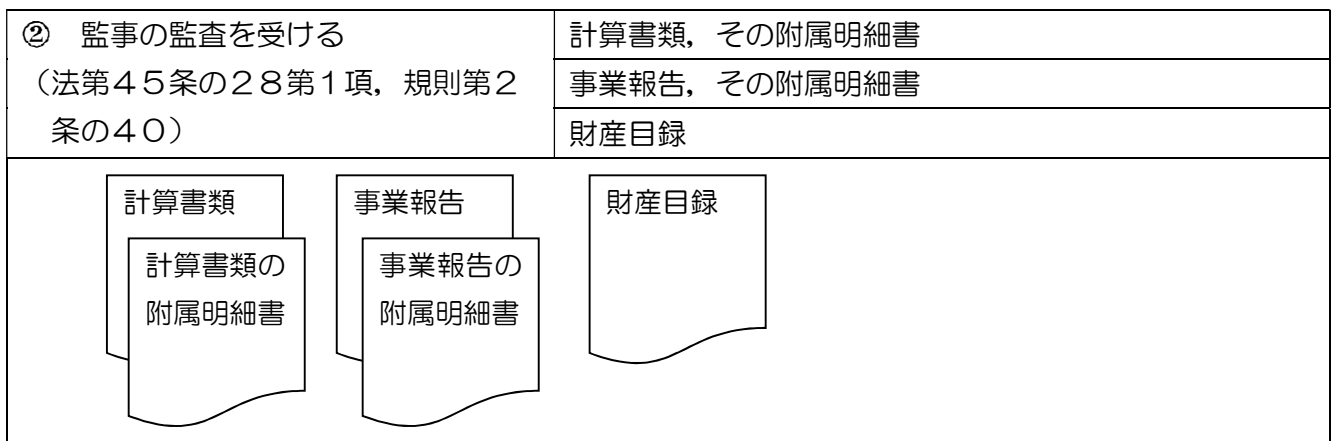 ② 監事の監査を受ける
(法第45条の28第1項,規則第2
条の40)
計算書類,その附属明細書
事業報告,その附属明細書
財産目録
計算書類
計算書類の
附属明細書
事業報告
事業報告の
附属明細書
財産目録